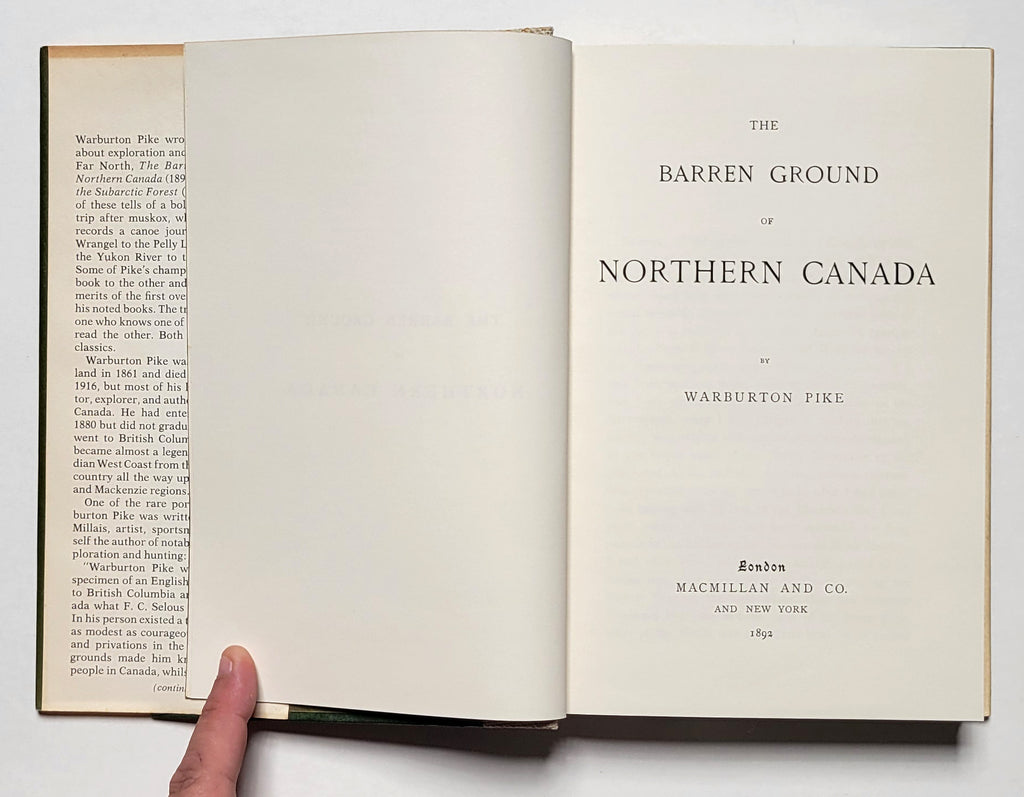 Warburton Pike wro
about exploration and
Far North, The Bar
Northern Canada (189
the Subarctic Forest (
of these tells of a bol
trip after muskox, wh
records a canoe jour
Wrangel to the Pelly L
the Yukon River to t
Some of Pike's champ
book to the other and
merits of the first ove
his noted books. The tr
one who knows one of
read the other. Both
classics.
Warburton Pike wa
land in 1861 and died
1916, but most of his l
tor, explorer, and auth
Canada. He had ente
1880 but did not gradu
went to British Colum
became almost a legen
dian West Coast from th
country all the way up
and Mackenzie regions.
One of the rare por
burton Pike was writt
Millais, artist, sportsm
self the author of notab
ploration and hunting:
"Warburton Pike w
specimen of an English
to British Columbia an
ada what F. C. Selous
In his person existed a t
as modest as courageo
and privations in the
grounds made him kn
people in Canada, whils
(contin
THE
BARREN GROUND
OF
NORTHERN CANADA
BY
WARBURTON PIKE
London
MACMILLAN AND CO.
AND NEW YORK
1892